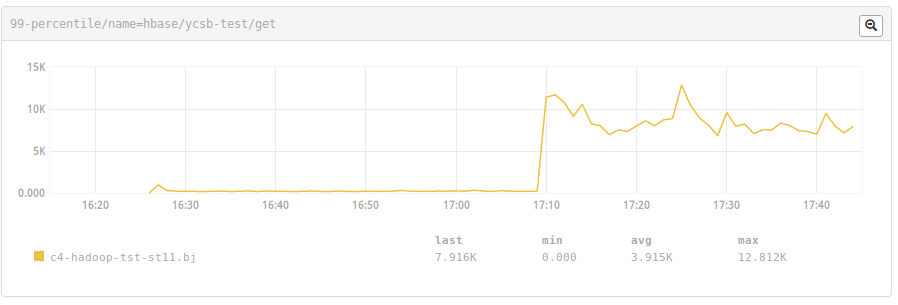 99-percentile/name=hbase/ycsb-test/get
15K
10K
5K
0.000
16:20 16:30 16:40 16:50 17:00 17:10 17:20 17:30 17:40
last min avg max
c4-hadoop-tst-st11.bj 7.916K 0.000 3.915K 12.812K